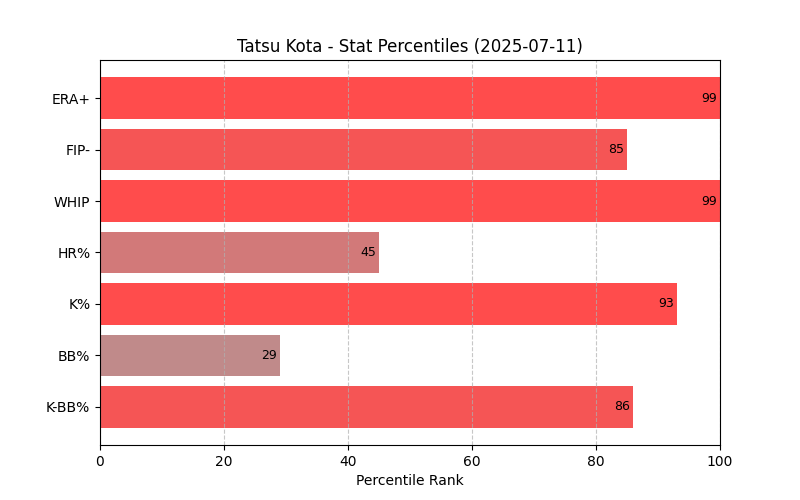 Tatsu Kota - Stat Percentiles (2025-07-11)
ERA+ 99
FIP- 85
WHIP 99
HR% 45
K% 93
BB% 29
K-BB% 86
0 20 40 60 80 100
Percentile Rank